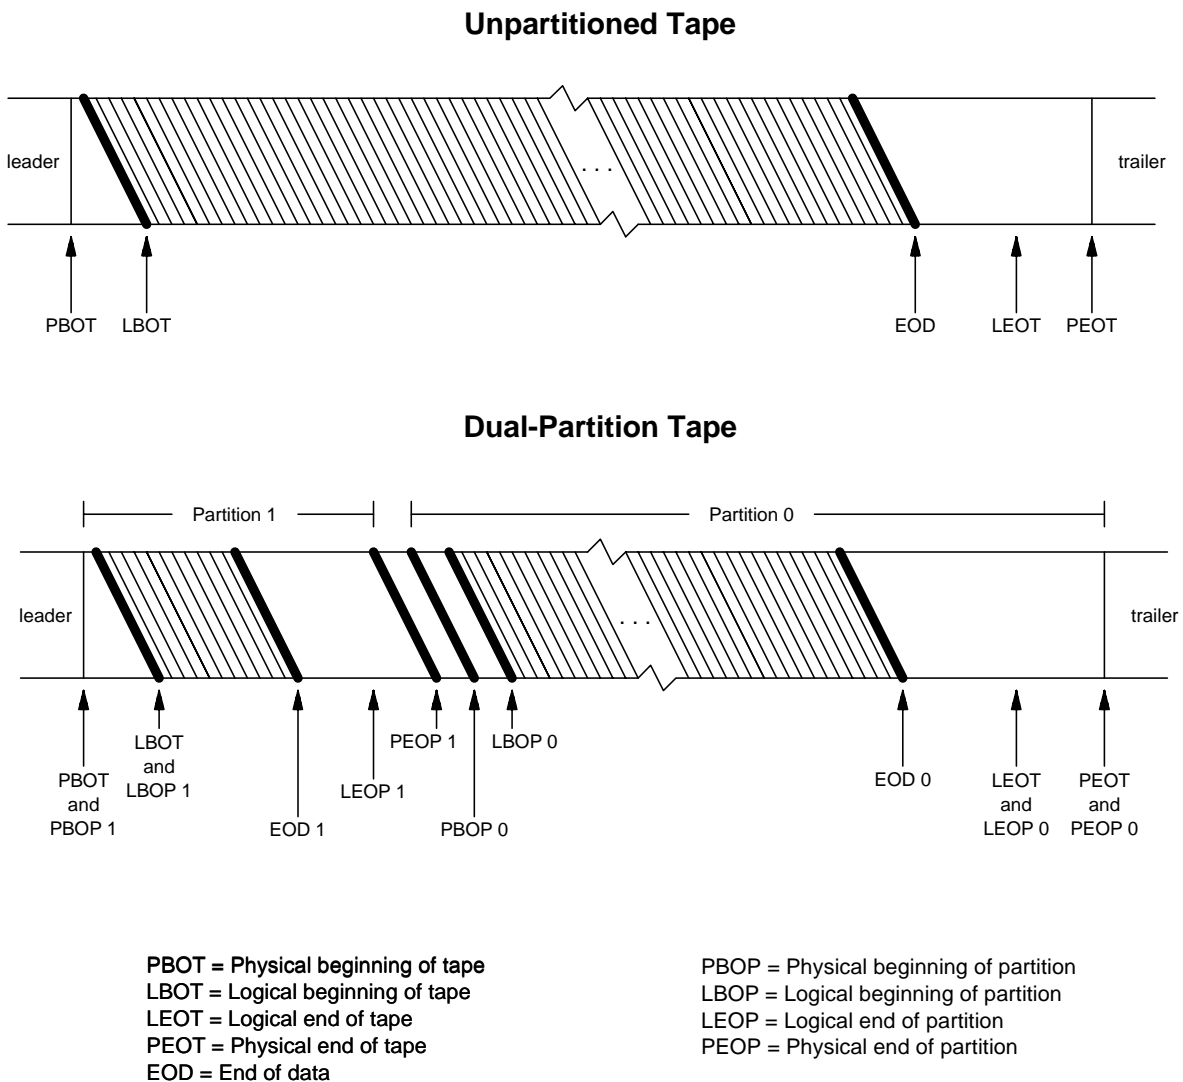 Unpartitioned Tape
leader
. . .
trailer
PBOT
LBOT
EOD
LEOT
PEOT
Dual-Partition Tape
Partition 1
Partition 0
leader
. . .
trailer
PBOT
and
PBOP 1
LBOT
and
LBOP 1
EOD 1
LEOP 1
PEOP 1
PBOP 0
LBOP 0
EOD 0
LEOT
and
LEOP 0
PEOT
and
PEOP 0
PBOT = Physical beginning of tape
LBOT = Logical beginning of tape
LEOT = Logical end of tape
PEOT = Physical end of tape
EOD = End of data
PBOP = Physical beginning of partition
LBOP = Logical beginning of partition
LEOP = Logical end of partition
PEOP = Physical end of partition